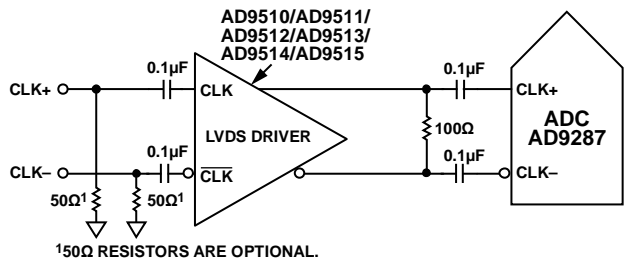 AD9510/AD9511/
AD9512/AD9513/
AD9514/AD9515
0.1µF
0.1µF
CLK+
CLK
CLK+
ADC
AD9287
LVDS DRIVER
100Ω
0.1µF
0.1µF
CLK–
CLK
CLK–
50Ω¹
50Ω¹
¹50Ω RESISTORS ARE OPTIONAL.